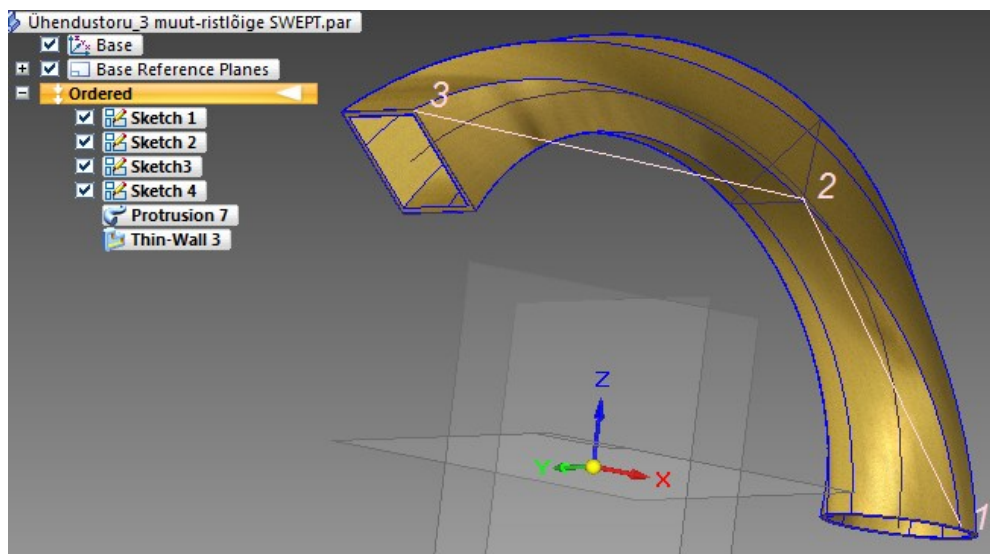 Ühendustoru_3 muut-ristlõige SWEPT.par
Base
Base Reference Planes
Ordered
Sketch 1
Sketch 2
Sketch3
Sketch 4
Protrusion 7
Thin-Wall 3
3
2
1
Z
Y
X